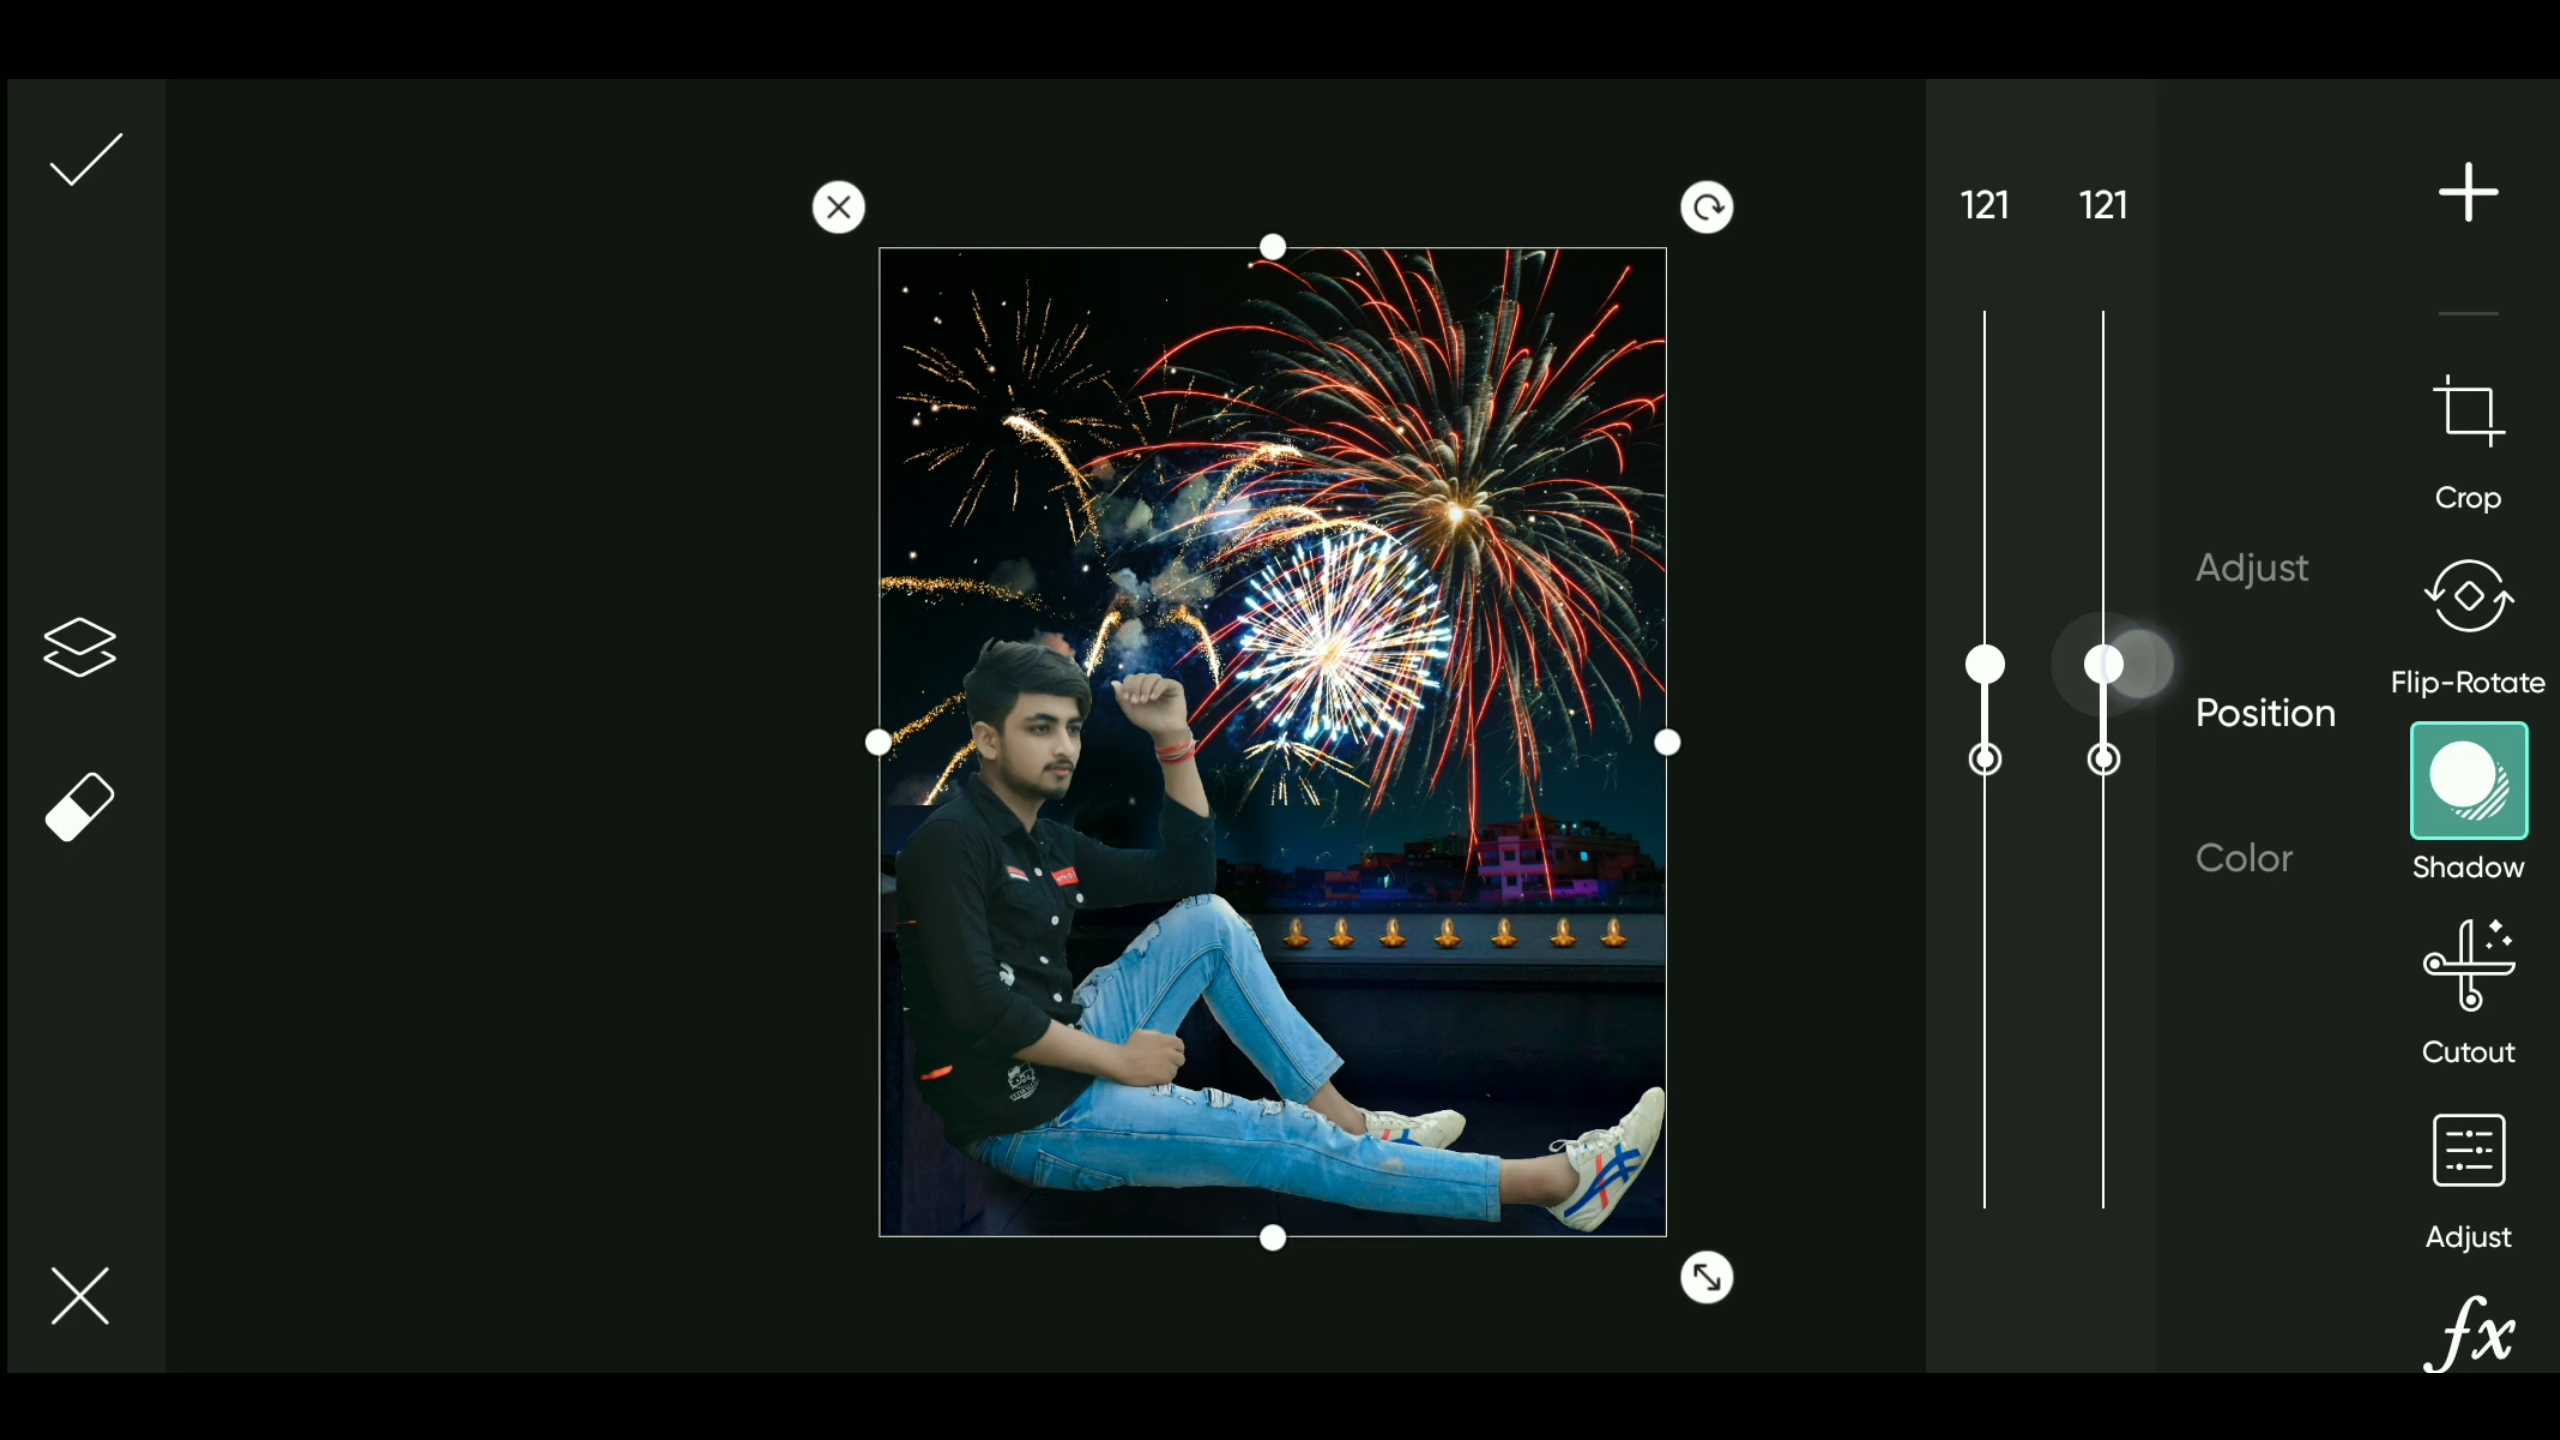 121 121
Crop
Adjust
Flip-Rotate
Position
Color
Shadow
Cutout
Adjust
fx